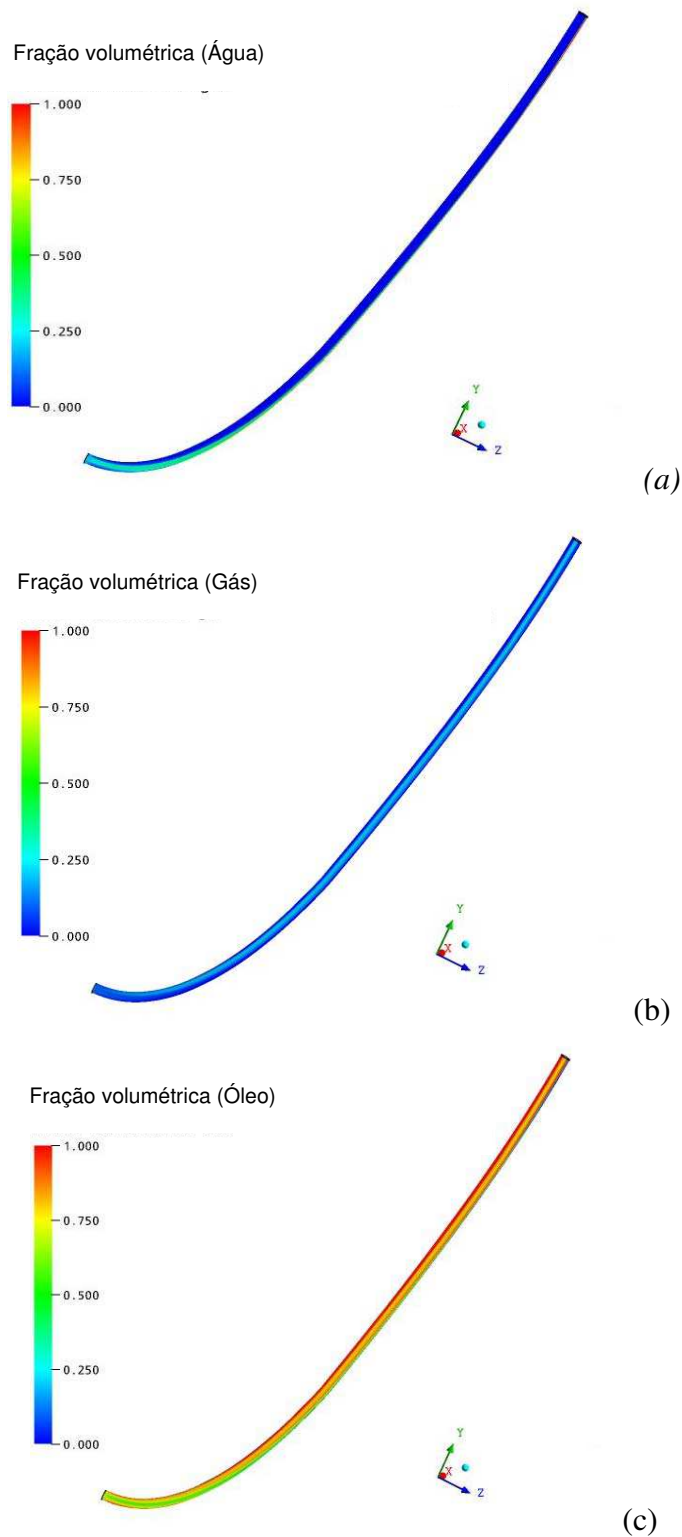 Fração volumétrica (Água)
1.000
0.750
0.500
0.250
0.000
Y
X
Z
(a)
Fração volumétrica (Gás)
1.000
0.750
0.500
0.250
0.000
Y
X
Z
(b)
Fração volumétrica (Óleo)
1.000
0.750
0.500
0.250
0.000
Y
X
Z
(c)